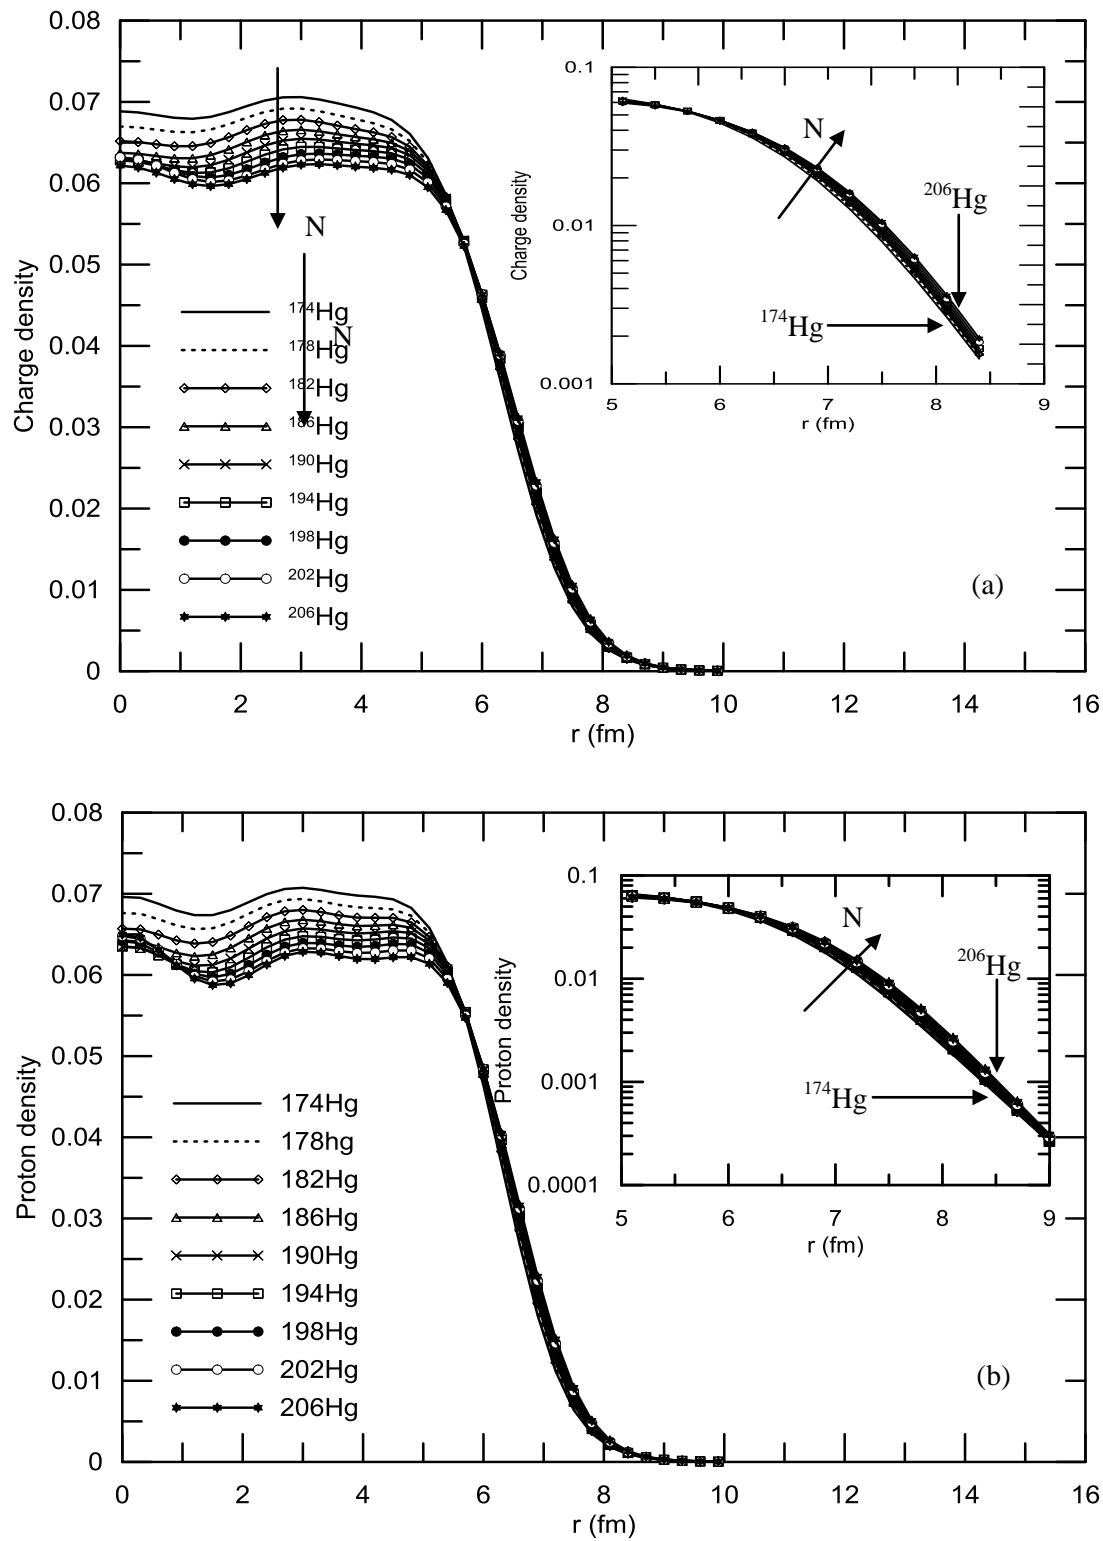 0.08
0.07
0.06
0.05
0.04
0.03
0.02
0.01
0
Charge density
0 2 4 6 8 10 12 14 16
r (fm)
N
N
174Hg
178Hg
182Hg
186Hg
190Hg
194Hg
198Hg
202Hg
206Hg
0.1
0.01
0.001
Charge density
5 6 7 8 9
r (fm)
N
206Hg
174Hg
(a)
0.08
0.07
0.06
0.05
0.04
0.03
0.02
0.01
0
Proton density
0 2 4 6 8 10 12 14 16
r (fm)
174Hg
178hg
182Hg
186Hg
190Hg
194Hg
198Hg
202Hg
206Hg
0.1
0.01
0.001
0.0001
Proton density
5 6 7 8 9
r (fm)
N
206Hg
174Hg
(b)